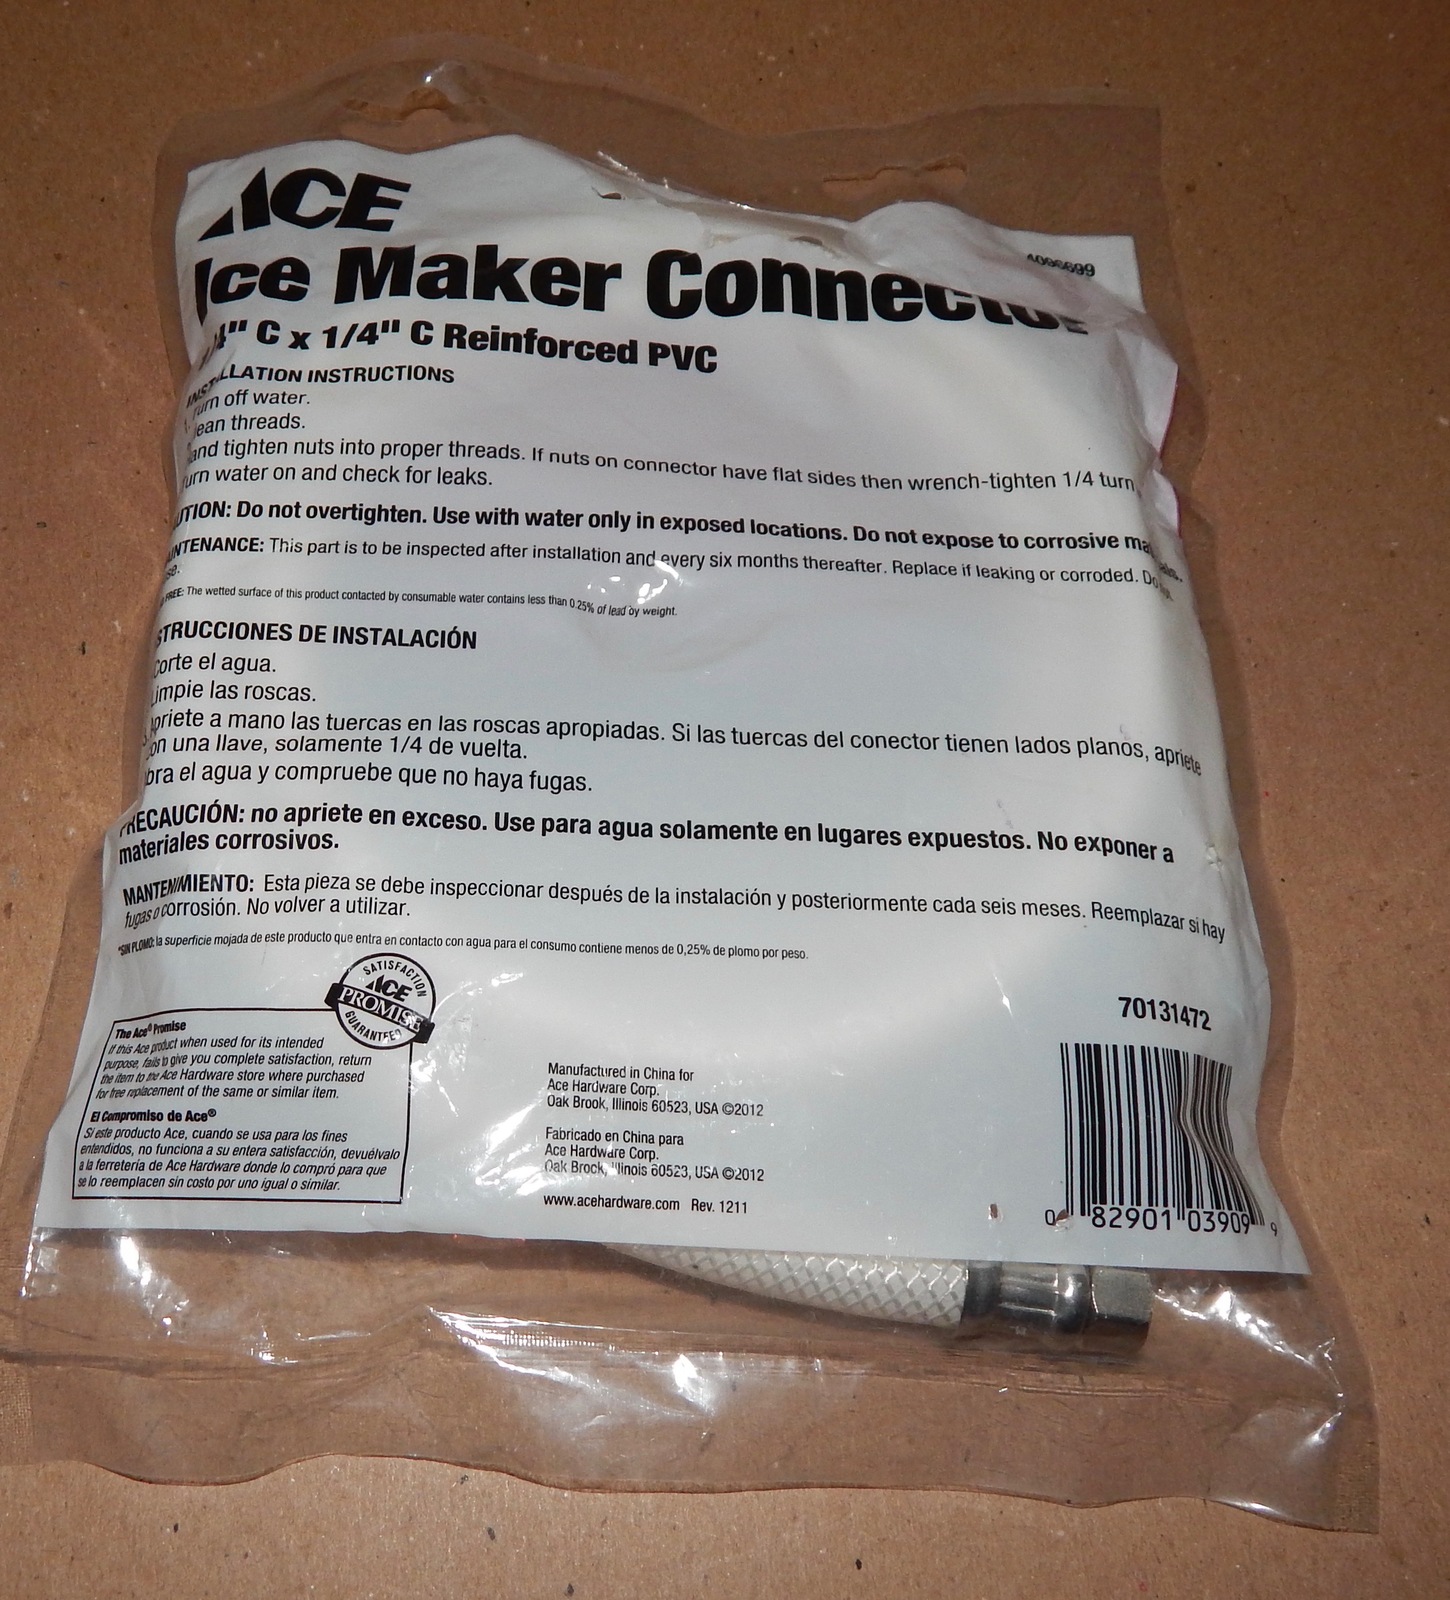 ACE
Ice Maker Connector
4096699
/4" C x 1/4" C Reinforced PVC
INSTALLATION INSTRUCTIONS
Turn off water.
lean threads.
and tighten nuts into proper threads. If nuts on connector have flat sides then wrench-tighten 1/4 turn
urn water on and check for leaks.
UTION: Do not overtighten. Use with water only in exposed locations. Do not expose to corrosive ma als.
INTENANCE: This part is to be inspected after installation and every six months thereafter. Replace if leaking or corroded. Do not
se.
FREE: The wetted surface of this product contacted by consumable water contains less than 0.25% of lead by weight.
STRUCCIONES DE INSTALACIÓN
orte el agua.
impie las roscas.
priete a mano las tuercas en las roscas apropiadas. Si las tuercas del conector tienen lados planos, apriete
on una llave, solamente 1/4 de vuelta.
bra el agua y compruebe que no haya fugas.
PRECAUCIÓN: no apriete en exceso. Use para agua solamente en lugares expuestos. No exponer a
materiales corrosivos.
MANTENIMIENTO: Esta pieza se debe inspeccionar después de la instalación y posteriormente cada seis meses. Reemplazar si hay
fugas o corrosión. No volver a utilizar.
*SIN PLOMO: la superficie mojada de este producto que entra en contacto con agua para el consumo contiene menos de 0,25% de plomo por peso.
SATISFACTION
ACE
PROMISE
GUARANTEED
The Ace® Promise
If this Ace product when used for its intended
purpose, fails to give you complete satisfaction, return
the item to the Ace Hardware store where purchased
for free replacement of the same or similar item.
El Compromiso de Ace®
Si este producto Ace, cuando se usa para los fines
entendidos, no funciona a su entera satisfacción, devuélvalo
a la ferretería de Ace Hardware donde lo compró para que
se lo reemplacen sin costo por uno igual o similar.
Manufactured in China for
Ace Hardware Corp.
Oak Brook, Illinois 60523, USA ©2012
Fabricado en China para
Ace Hardware Corp.
Oak Brook, Illinois 60523, USA ©2012
www.acehardware.com Rev. 1211
70131472
0 82901 03909 9